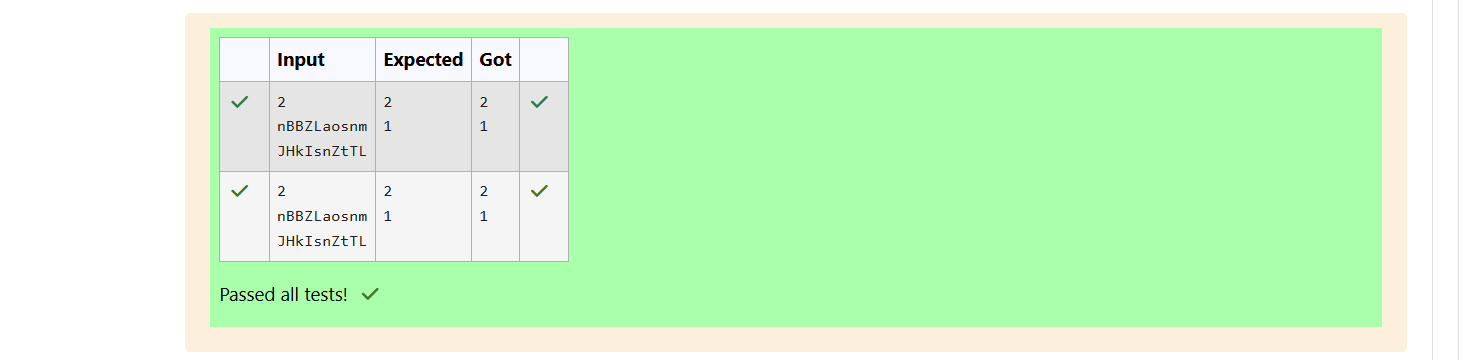 Input Expected Got
2 2 2
nBBZLaosnm 1 1
JHkIsnZtTL
2 2 2
nBBZLaosnm 1 1
JHkIsnZtTL
Passed all tests!